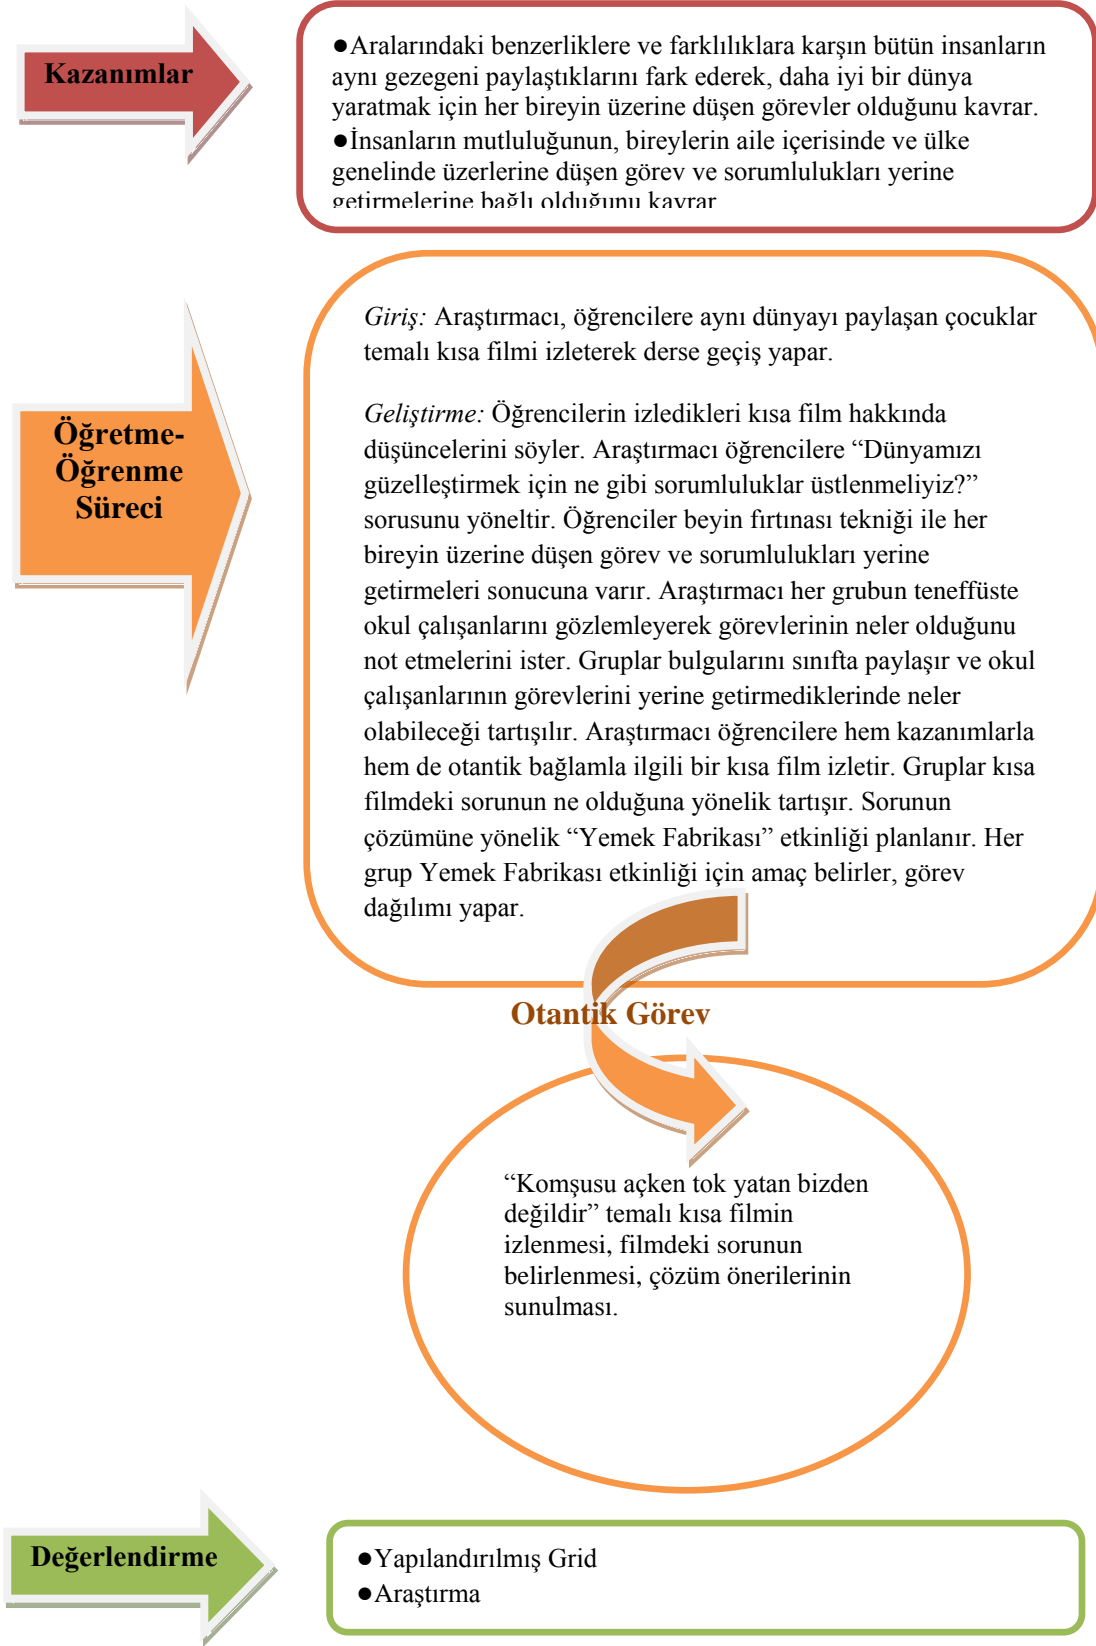 Kazanımlar
●Aralarındaki benzerliklere ve farklılıklara karşın bütün insanların
aynı gezegeni paylaştıklarını fark ederek, daha iyi bir dünya
yaratmak için her bireyin üzerine düşen görevler olduğunu kavrar.
●İnsanların mutluluğunun, bireylerin aile içerisinde ve ülke
genelinde üzerlerine düşen görev ve sorumlulukları yerine
getirmelerine bağlı olduğunu kavrar
Öğretme-
Öğrenme
Süreci
Giriş: Araştırmacı, öğrencilere aynı dünyayı paylaşan çocuklar
temalı kısa filmi izleterek derse geçiş yapar.
Geliştirme: Öğrencilerin izledikleri kısa film hakkında
düşüncelerini söyler. Araştırmacı öğrencilere “Dünyamızı
güzelleştirmek için ne gibi sorumluluklar üstlenmeliyiz?”
sorusunu yöneltir. Öğrenciler beyin fırtınası tekniği ile her
bireyin üzerine düşen görev ve sorumlulukları yerine
getirmeleri sonucuna varır. Araştırmacı her grubun teneffüste
okul çalışanlarını gözlemleyerek görevlerinin neler olduğunu
not etmelerini ister. Gruplar bulgularını sınıfta paylaşır ve okul
çalışanlarının görevlerini yerine getirmediklerinde neler
olabileceği tartışılır. Araştırmacı öğrencilere hem kazanımlarla
hem de otantik bağlamla ilgili bir kısa film izletir. Gruplar kısa
filmdeki sorunun ne olduğuna yönelik tartışır. Sorunun
çözümüne yönelik “Yemek Fabrikası” etkinliği planlanır. Her
grup Yemek Fabrikası etkinliği için amaç belirler, görev
dağılımı yapar.
Otantik Görev
“Komşusu açken tok yatan bizden
değildir” temalı kısa filmin
izlenmesi, filmdeki sorunun
belirlenmesi, çözüm önerilerinin
sunulması.
Değerlendirme
●Yapılandırılmış Grid
●Araştırma